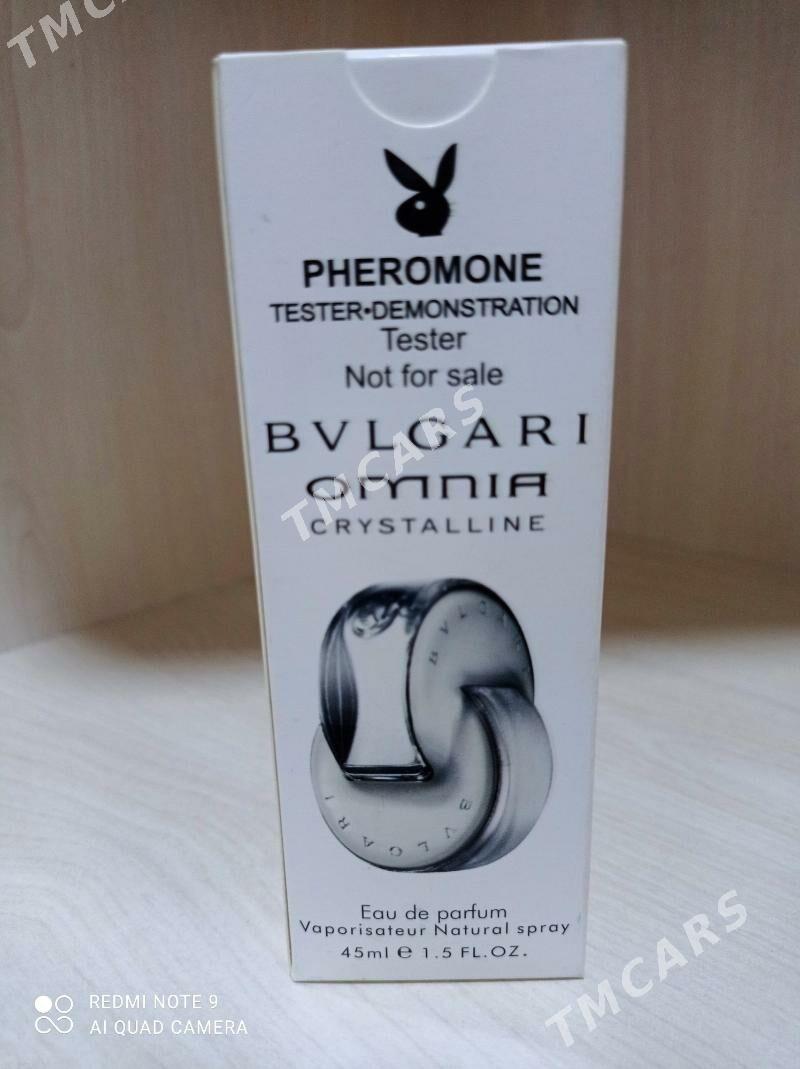 TMCARS
PHEROMONE
TESTER•DEMONSTRATION
Tester
Not for sale
BVLGARI
OMNIA
CRYSTALLINE
TMCARS
BVLGARI
BVLGARI
Eau de parfum
Vaporisateur Natural spray
45ml e 1.5 FL.OZ.
TMCARS
REDMI NOTE 9
AI QUAD CAMERA